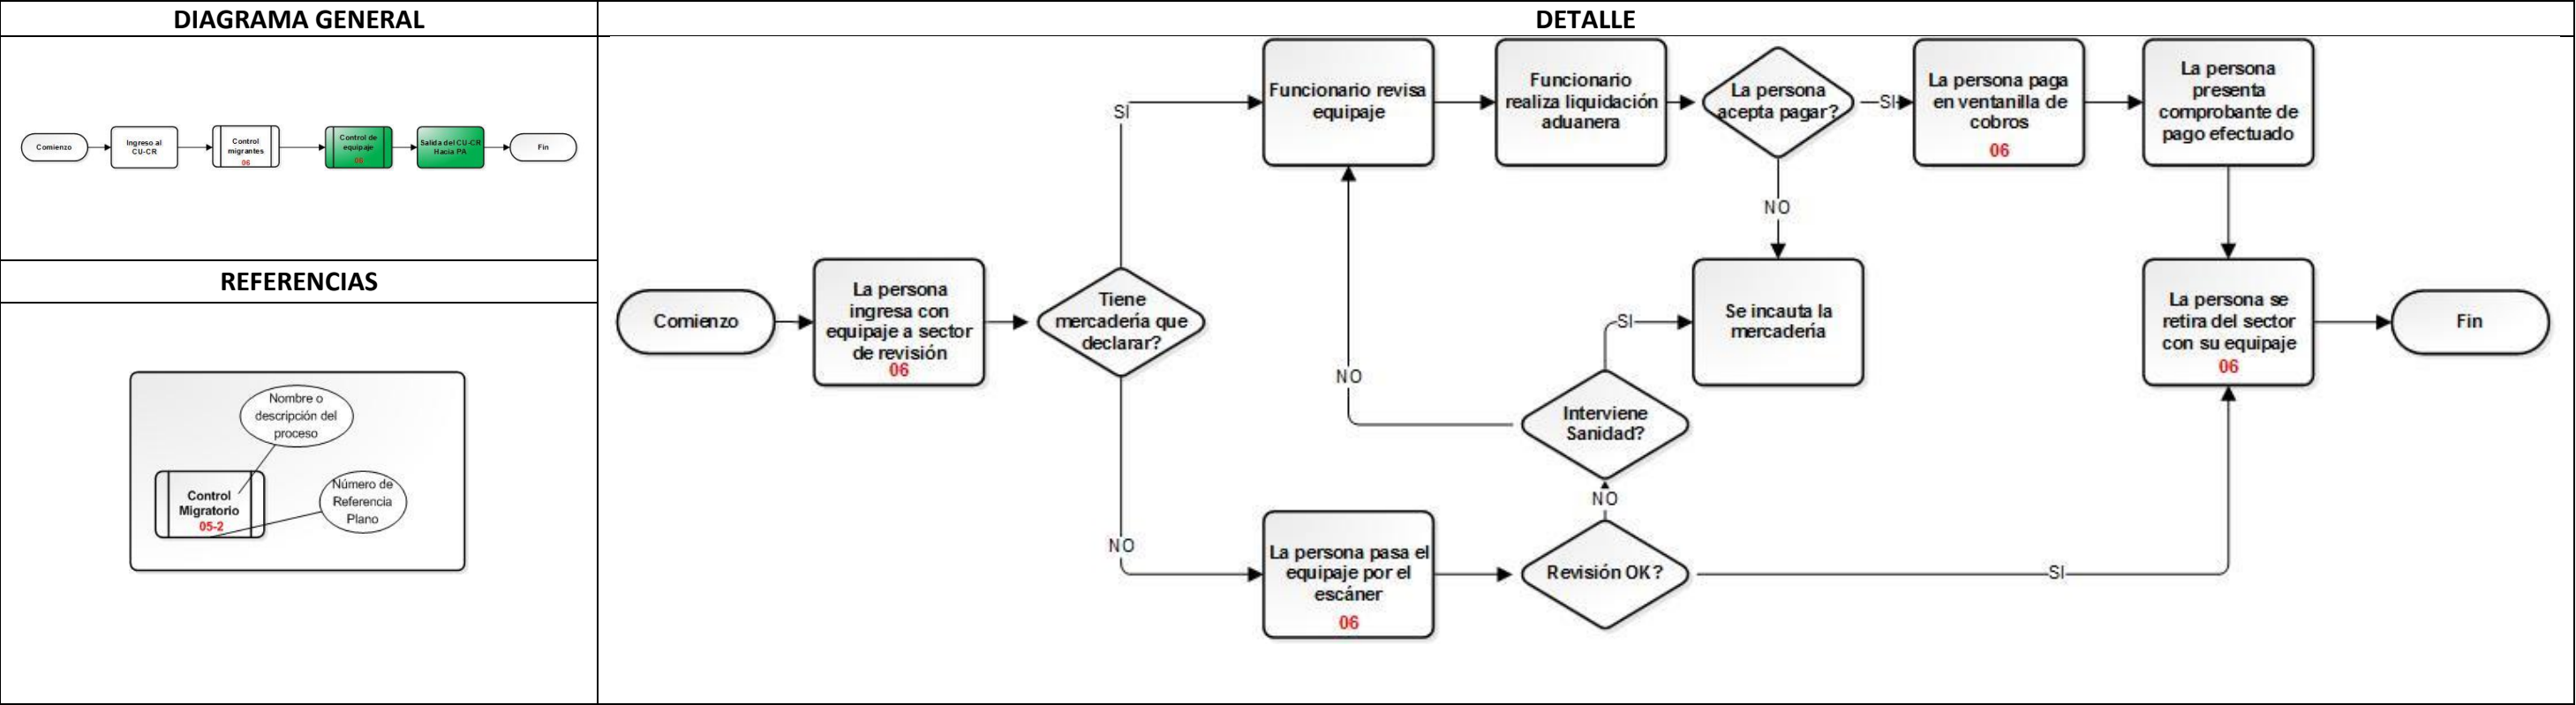 DIAGRAMA GENERAL
Comienzo
Ingreso al
CU-CR
Control
migrantes
06
Control de
equipaje
06
Salida del CU-CR
Hacia PA
Fin
REFERENCIAS
Nombre o
descripción del
proceso
Control
Migratorio
05-2
Número de
Referencia
Plano
DETALLE
Comienzo
La persona
ingresa con
equipaje a sector
de revisión
06
Tiene
mercadería que
declarar?
SI
NO
Funcionario revisa
equipaje
Funcionario
realiza liquidación
aduanera
La persona
acepta pagar?
SI
La persona paga
en ventanilla de
cobros
06
La persona
presenta
comprobante de
pago efectuado
NO
Se incauta la
mercadería
SI
NO
Interviene
Sanidad?
NO
La persona pasa el
equipaje por el
escáner
06
Revisión OK?
SI
La persona se
retira del sector
con su equipaje
06
Fin